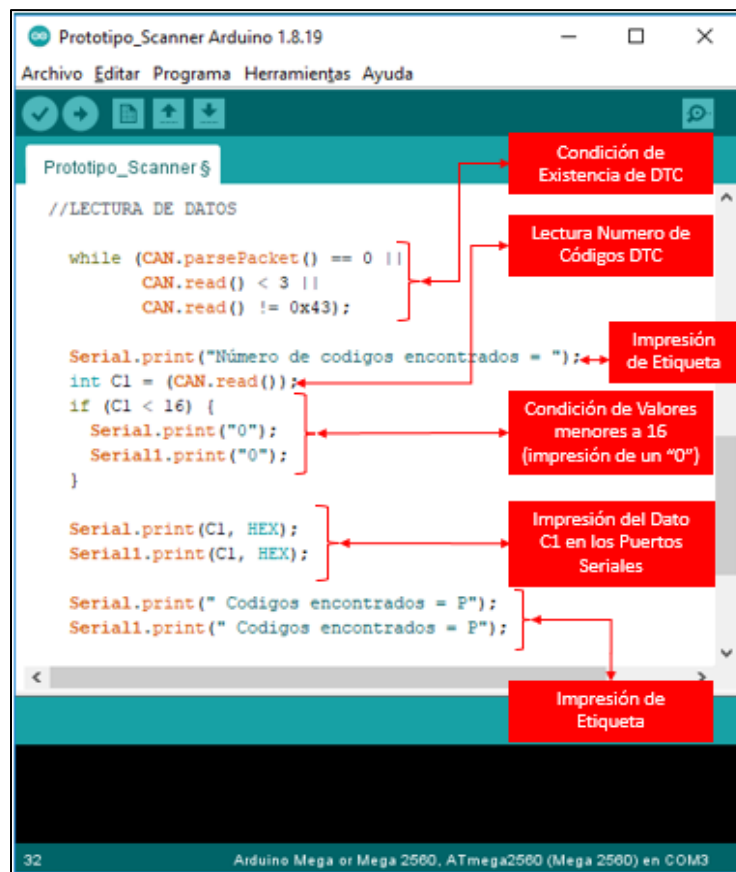 Prototipo_Scanner Arduino 1.8.19
Archivo Editar Programa Herramientas Ayuda
Prototipo_Scanner §
//LECTURA DE DATOS
while (CAN.parsePacket() == 0 ||
CAN.read() < 3 ||
CAN.read() != 0x43);
Serial.print("Número de codigos encontrados = ");
int C1 = (CAN.read());
if (C1 < 16) {
Serial.print("0");
Serial1.print("0");
}
Serial.print(C1, HEX);
Serial1.print(C1, HEX);
Serial.print(" Codigos encontrados = P");
Serial1.print(" Codigos encontrados = P");
Condición de
Existencia de DTC
Lectura Numero de
Códigos DTC
Impresión
de Etiqueta
Condición de Valores
menores a 16
(impresión de un "0")
Impresión del Dato
C1 en los Puertos
Seriales
Impresión de
Etiqueta
32
Arduino Mega or Mega 2560, ATmega2560 (Mega 2560) en COM3